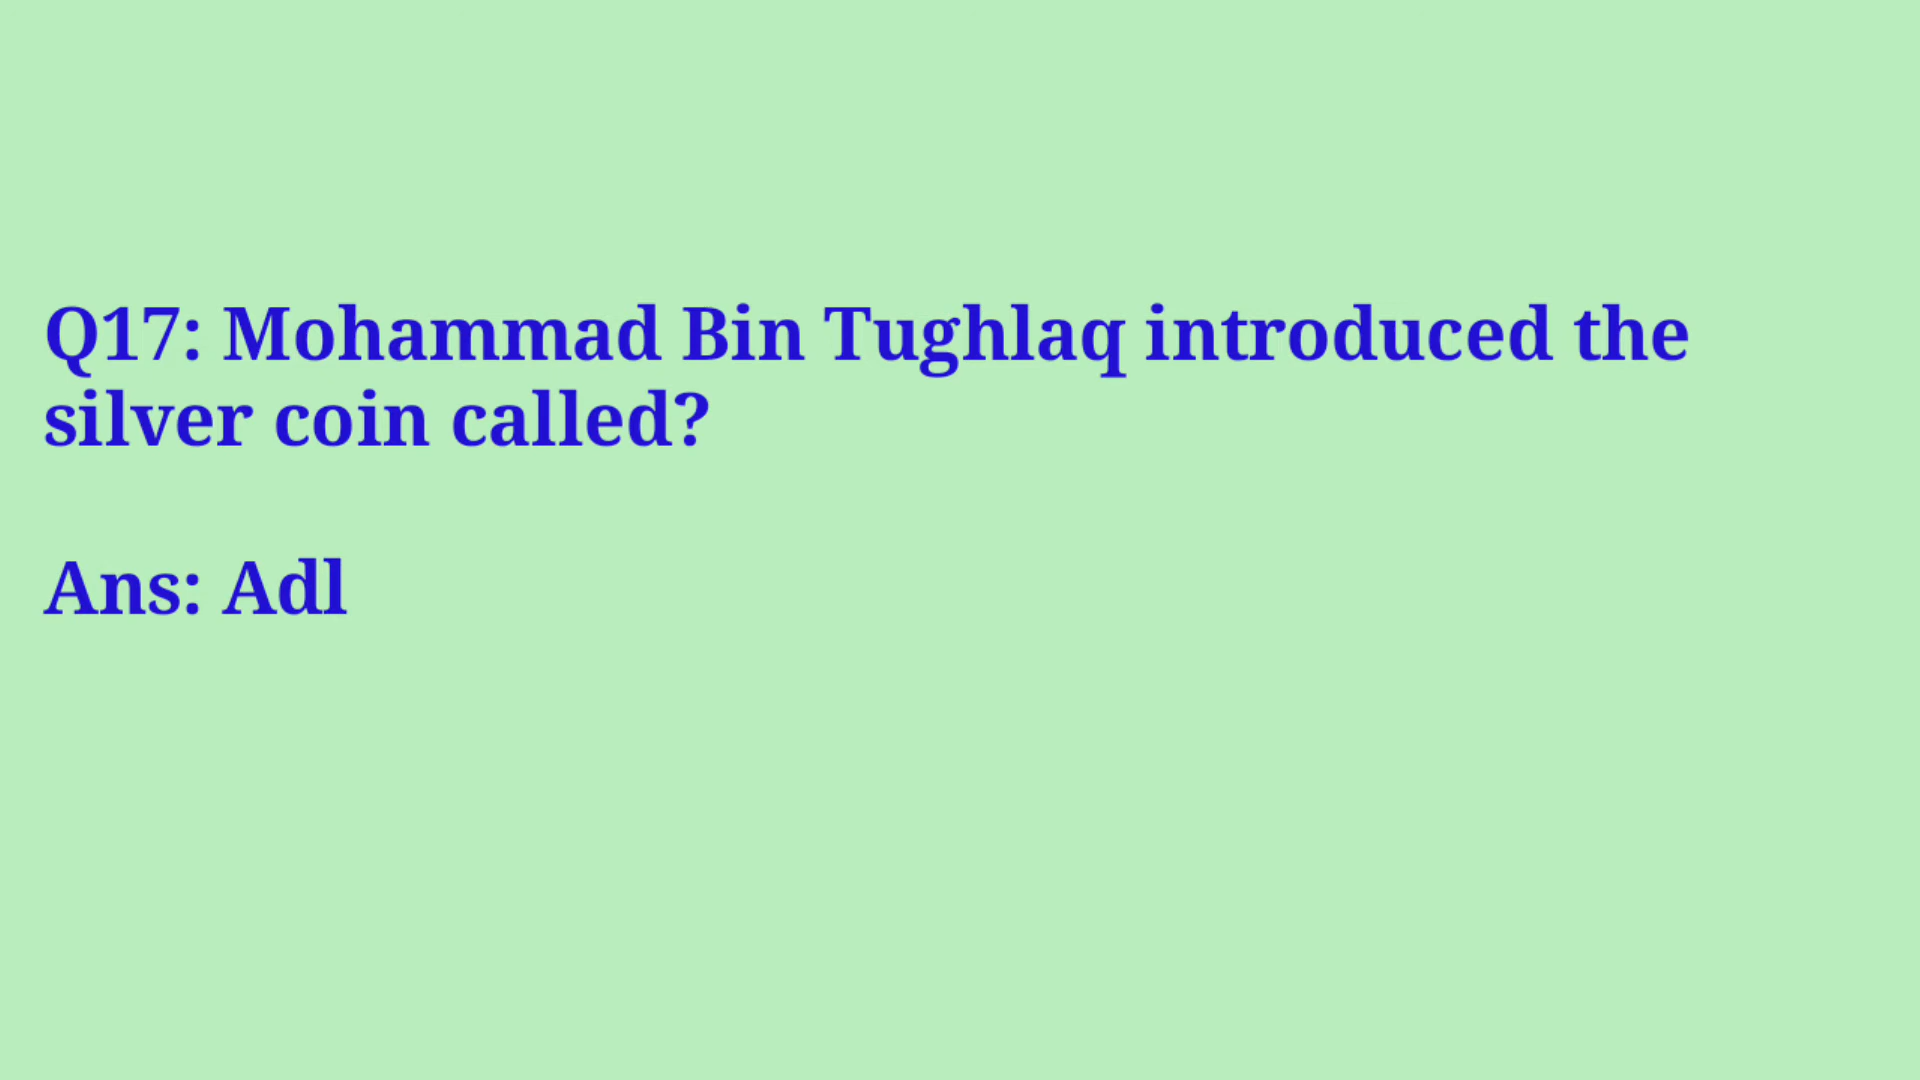 Q17: Mohammad Bin Tughlaq introduced the
silver coin called?
Ans: Adl